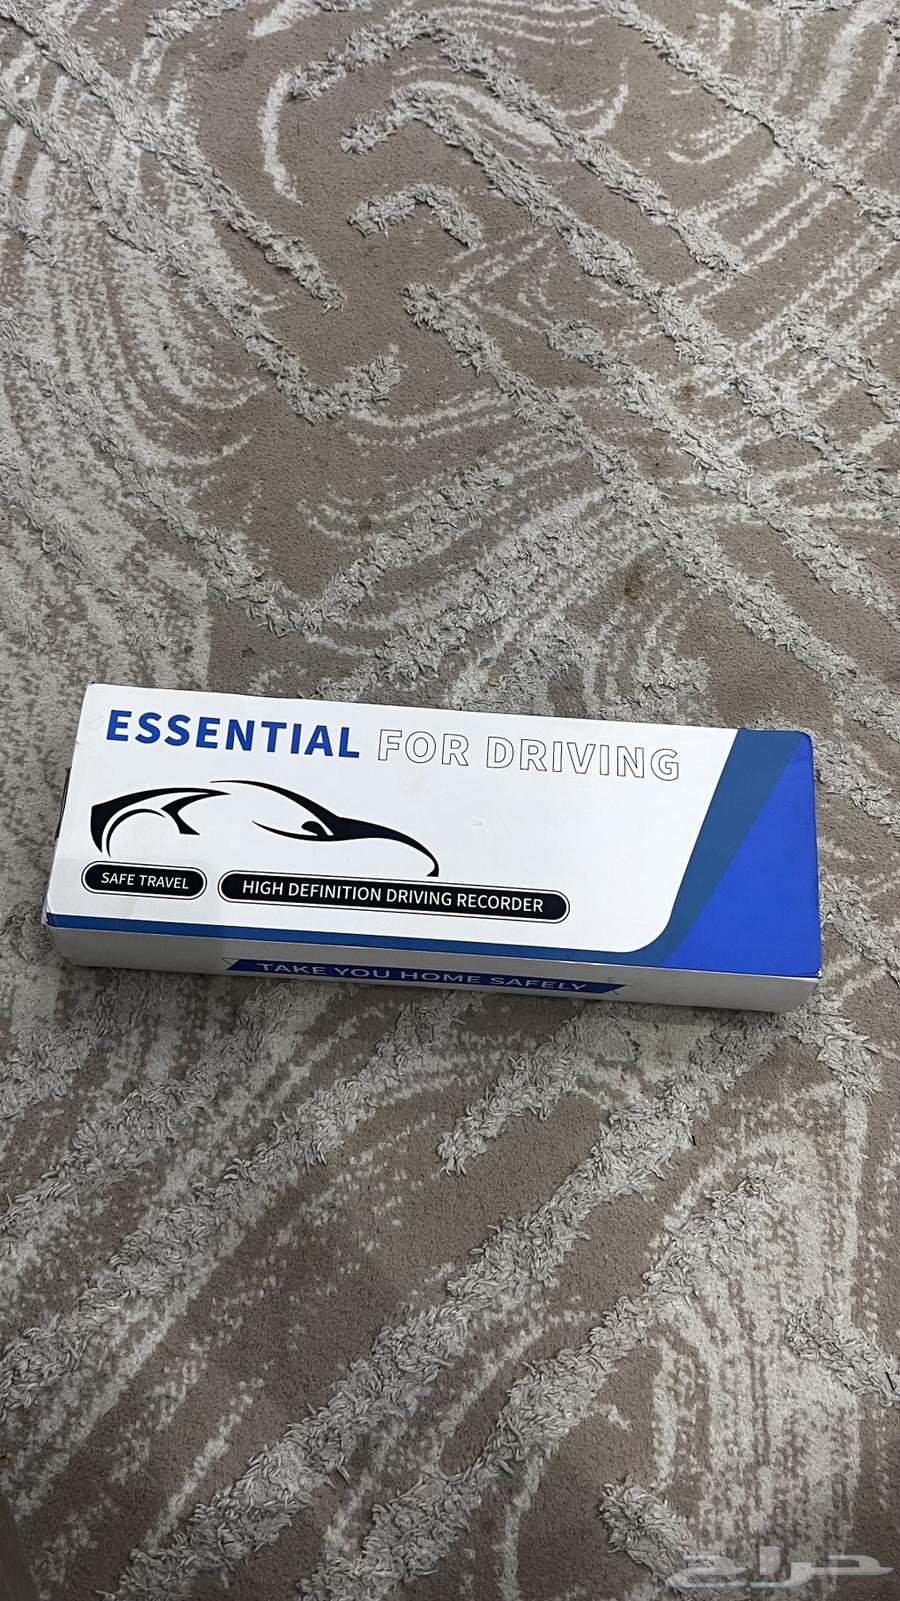 ESSENTIAL FOR DRIVING
SAFE TRAVEL
HIGH DEFINITION DRIVING RECORDER
TAKE YOU HOME SAFELY
حراج